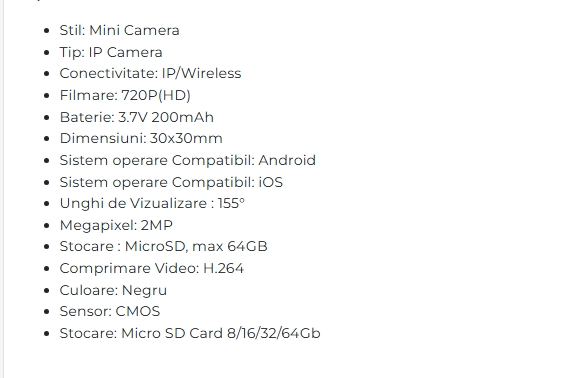 Stil: Mini Camera
Tip: IP Camera
Conectivitate: IP/Wireless
Filmare: 720P(HD)
Baterie: 3.7V 200mAh
Dimensiuni: 30x30mm
Sistem operare Compatibil: Android
Sistem operare Compatibil: iOS
Unghi de Vizualizare : 155°
Megapixel: 2MP
Stocare : MicroSD, max 64GB
Comprimare Video: H.264
Culoare: Negru
Sensor: CMOS
Stocare: Micro SD Card 8/16/32/64Gb